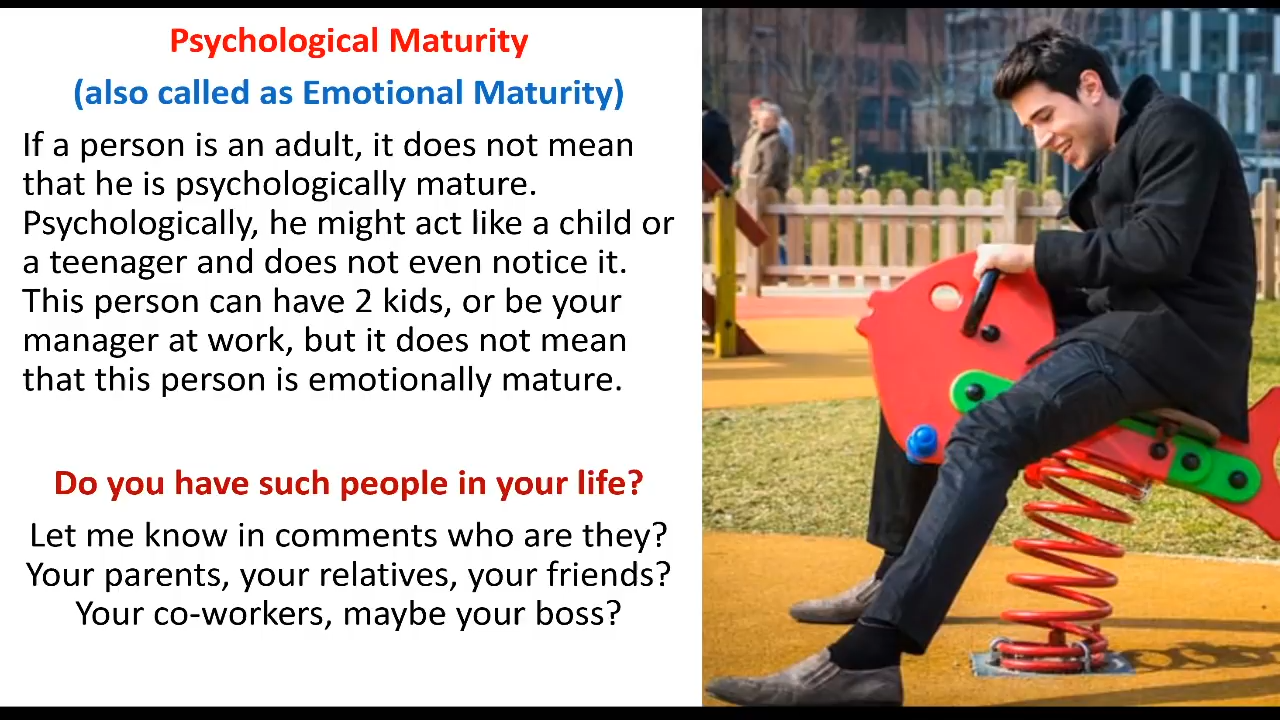 Psychological Maturity
(also called as Emotional Maturity)
If a person is an adult, it does not mean
that he is psychologically mature.
Psychologically, he might act like a child or
a teenager and does not even notice it.
This person can have 2 kids, or be your
manager at work, but it does not mean
that this person is emotionally mature.
Do you have such people in your life?
Let me know in comments who are they?
Your parents, your relatives, your friends?
Your co-workers, maybe your boss?